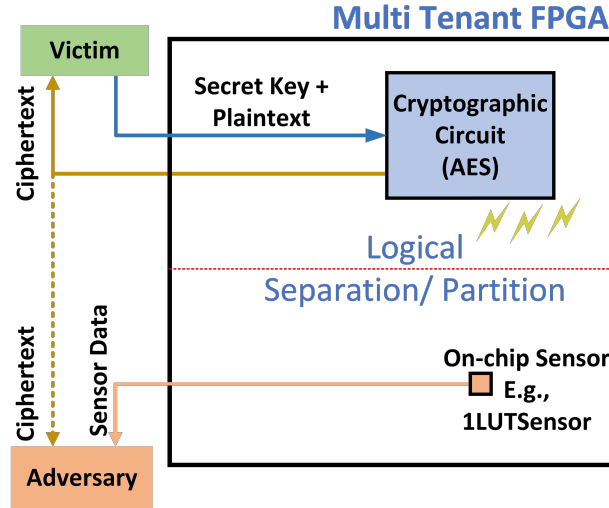 Multi Tenant FPGA
Victim
Secret Key +
Plaintext
Cryptographic
Circuit
(AES)
Ciphertext
Logical
Separation/ Partition
Ciphertext
Sensor Data
On-chip Sensor
E.g.,
1LUTSensor
Adversary